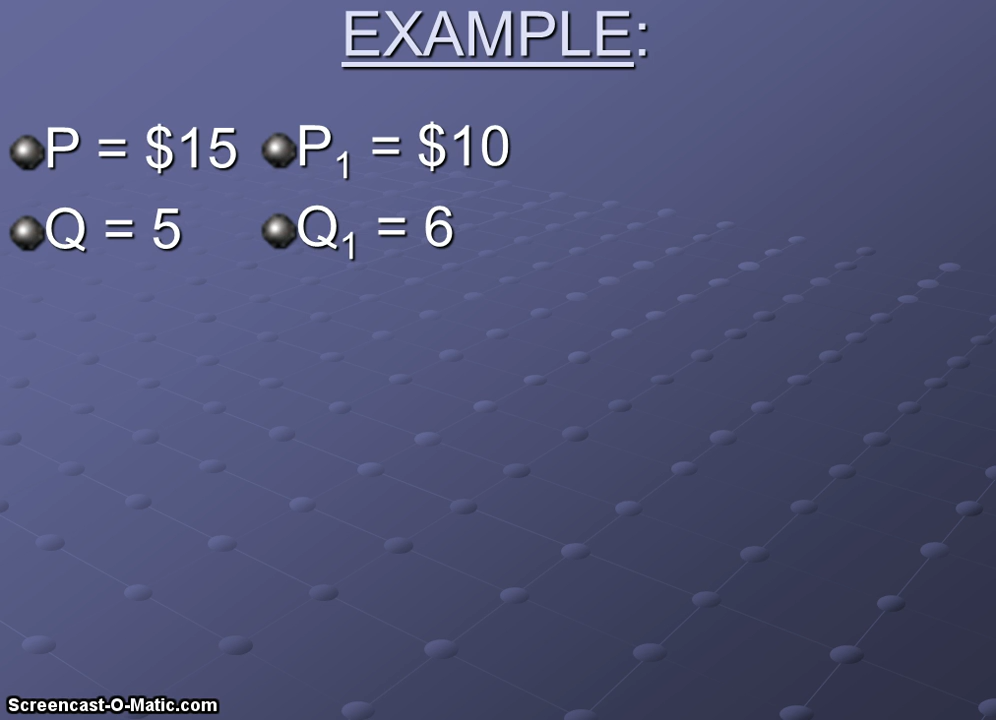 EXAMPLE:
P = $15
P₁ = $10
Q = 5
Q₁ = 6
Screencast-O-Matic.com